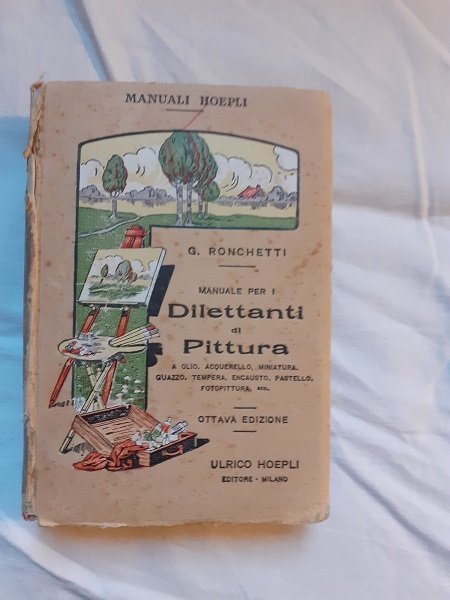 MANUALI HOEPLI
G. RONCHETTI
MANUALE PER I
Dilettanti
di
Pittura
A OLIO, ACQUERELLO, MINIATURA,
GUAZZO, TEMPERA, ENCAUSTO, PASTELLO,
FOTOPITTURA, ecc.
OTTAVA EDIZIONE
ULRICO HOEPLI
EDITORE - MILANO